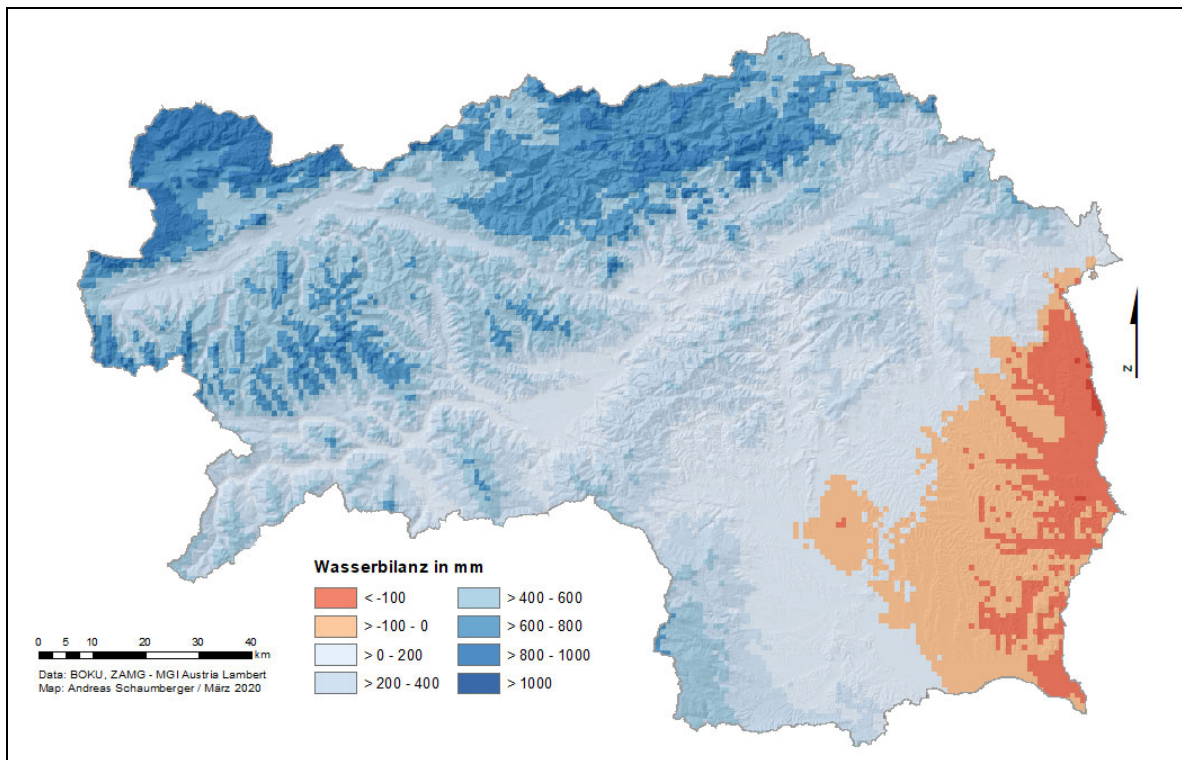 N
Wasserbilanz in mm
< -100
> -100 - 0
> 0 - 200
> 200 - 400
> 400 - 600
> 600 - 800
> 800 - 1000
> 1000
0 5 10 20 30 40
km
Data: BOKU, ZAMG - MGI Austria Lambert
Map: Andreas Schaumberger / März 2020